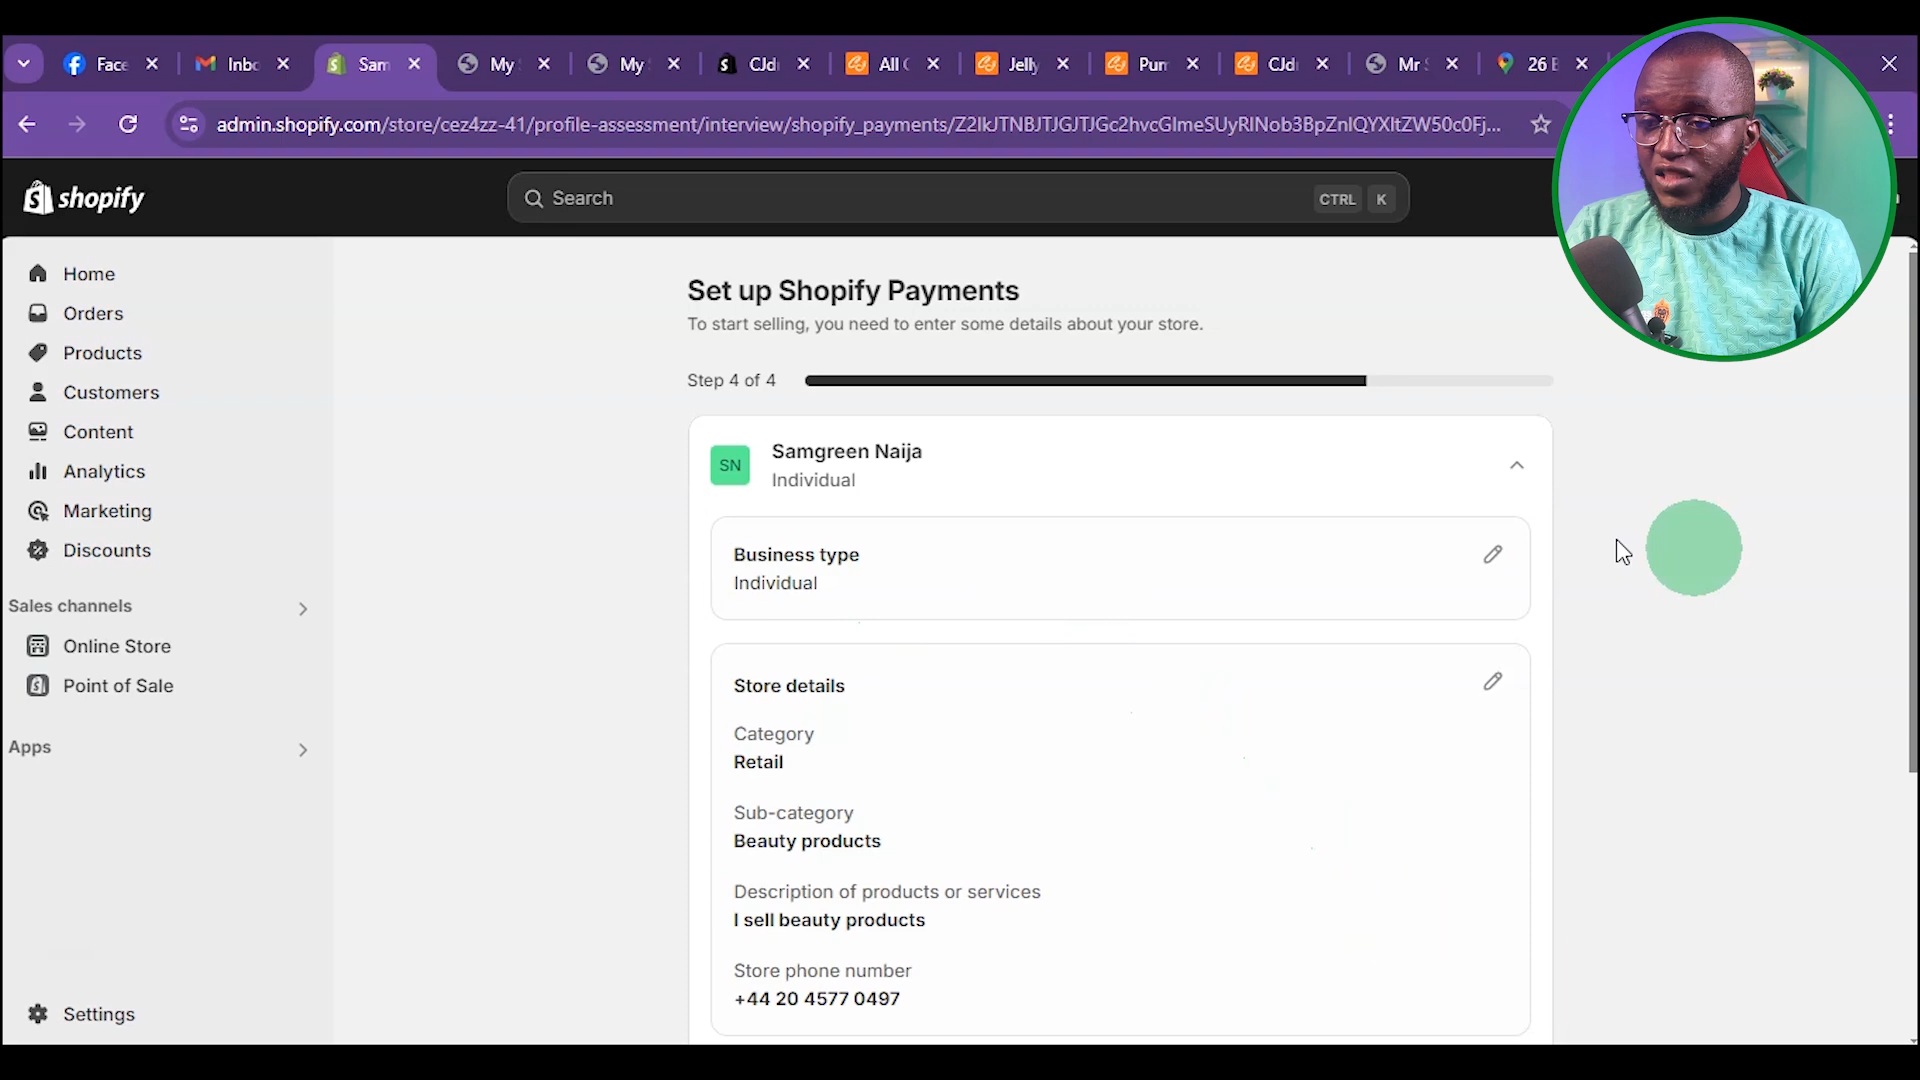 Face
Inbo
Sam
My
My
CJd
All C
Jelly
Pum
CJd
Mr S
26 B
admin.shopify.com/store/cez4zz-41/profile-assessment/interview/shopify_payments/Z2lkJTNBJTJGJTJGc2hvcGlmeSUyRlNob3BpZnlQYXltZW50c0Fj...
shopify
Search
CTRL
K
Home
Orders
Products
Customers
Content
Analytics
Marketing
Discounts
Sales channels
Online Store
Point of Sale
Apps
Settings
Set up Shopify Payments
To start selling, you need to enter some details about your store.
Step 4 of 4
SN
Samgreen Naija
Individual
Business type
Individual
Store details
Category
Retail
Sub-category
Beauty products
Description of products or services
I sell beauty products
Store phone number
+44 20 4577 0497